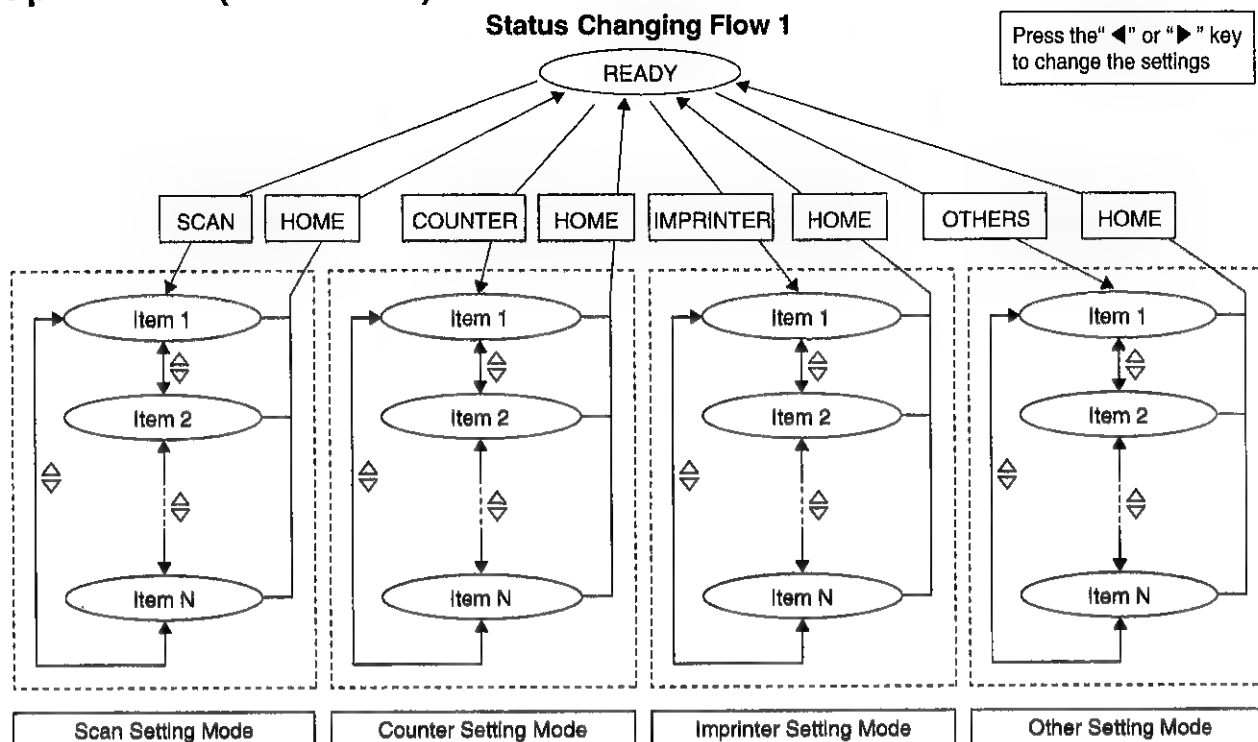 Status Changing Flow 1
Press the" ◀" or "▶" key
to change the settings
READY
SCAN
HOME
COUNTER
HOME
IMPRINTER
HOME
OTHERS
HOME
Item 1
Item 1
Item 1
Item 1
Item 2
Item 2
Item 2
Item 2
Item N
Item N
Item N
Item N
Scan Setting Mode
Counter Setting Mode
Imprinter Setting Mode
Other Setting Mode